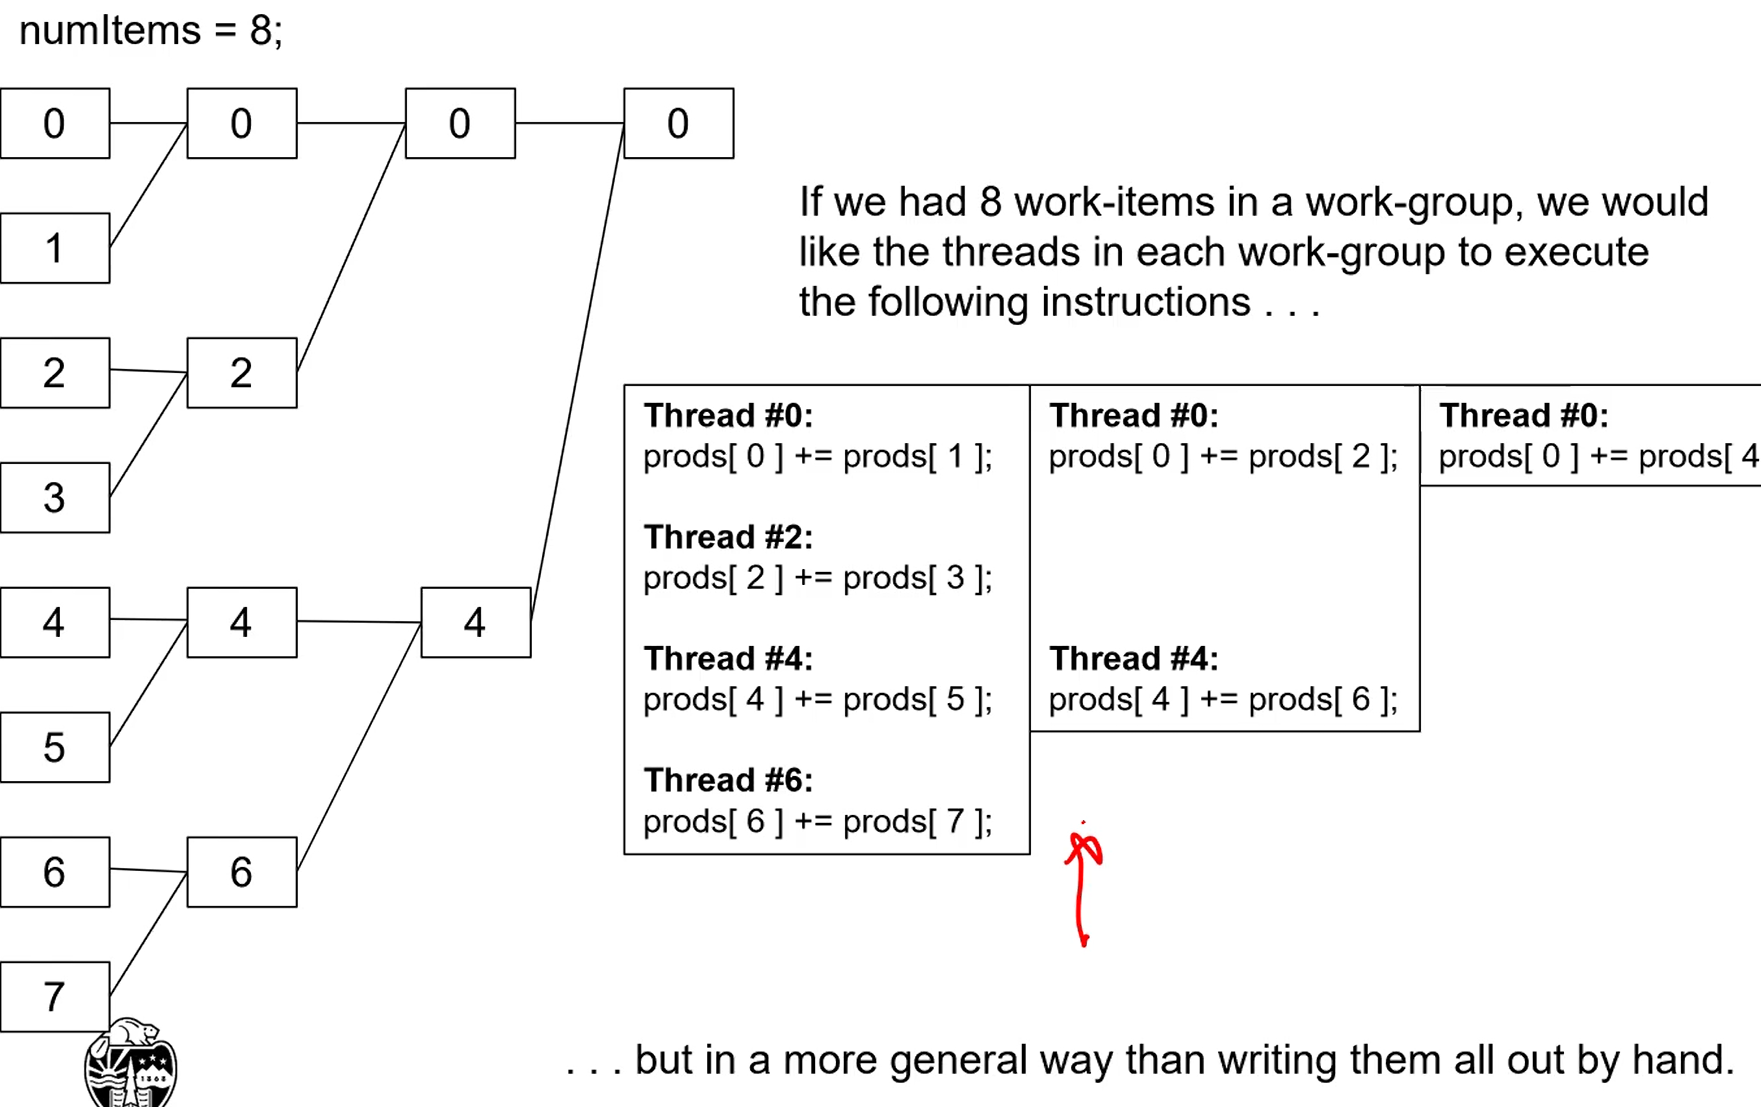 numItems = 8;
0 0 0 0
1
2 2
3
4 4 4
5
6 6
7
If we had 8 work-items in a work-group, we would
like the threads in each work-group to execute
the following instructions . . .
Thread #0:
prods[ 0 ] += prods[ 1 ];
Thread #2:
prods[ 2 ] += prods[ 3 ];
Thread #4:
prods[ 4 ] += prods[ 5 ];
Thread #6:
prods[ 6 ] += prods[ 7 ];
Thread #0:
prods[ 0 ] += prods[ 2 ];
Thread #4:
prods[ 4 ] += prods[ 6 ];
Thread #0:
prods[ 0 ] += prods[ 4
. . . but in a more general way than writing them all out by hand.
1868